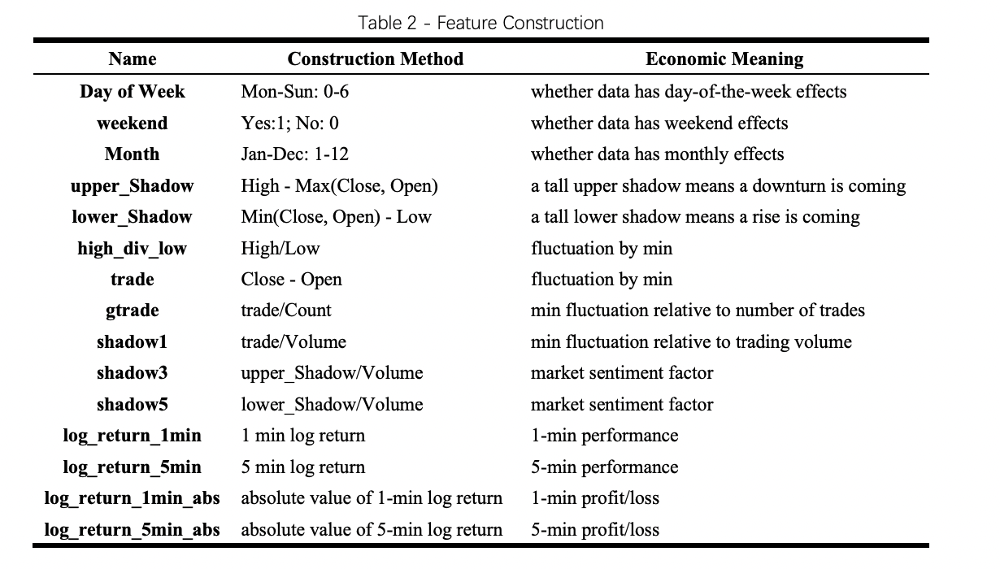 Table 2 - Feature Construction
Name Construction Method Economic Meaning
Day of Week Mon-Sun: 0-6 whether data has day-of-the-week effects
weekend Yes:1; No: 0 whether data has weekend effects
Month Jan-Dec: 1-12 whether data has monthly effects
upper_Shadow High - Max(Close, Open) a tall upper shadow means a downturn is coming
lower_Shadow Min(Close, Open) - Low a tall lower shadow means a rise is coming
high_div_low High/Low fluctuation by min
trade Close - Open fluctuation by min
gtrade trade/Count min fluctuation relative to number of trades
shadow1 trade/Volume min fluctuation relative to trading volume
shadow3 upper_Shadow/Volume market sentiment factor
shadow5 lower_Shadow/Volume market sentiment factor
log_return_1min 1 min log return 1-min performance
log_return_5min 5 min log return 5-min performance
log_return_1min_abs absolute value of 1-min log return 1-min profit/loss
log_return_5min_abs absolute value of 5-min log return 5-min profit/loss